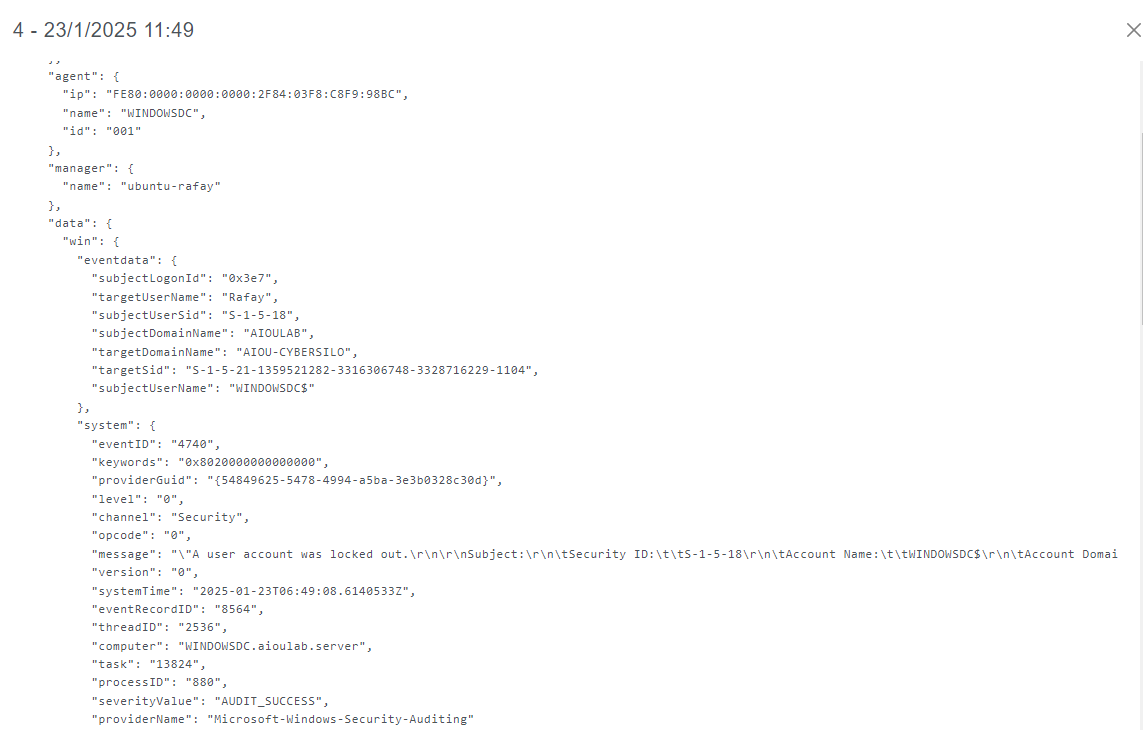 4 - 23/1/2025 11:49
},
"agent": {
"ip": "FE80:0000:0000:0000:2F84:03F8:C8F9:98BC",
"name": "WINDOWSDC",
"id": "001"
},
"manager": {
"name": "ubuntu-rafay"
},
"data": {
"win": {
"eventdata": {
"subjectLogonId": "0x3e7",
"targetUserName": "Rafay",
"subjectUserSid": "S-1-5-18",
"subjectDomainName": "AIOULAB",
"targetDomainName": "AIOU-CYBERSILO",
"targetSid": "S-1-5-21-1359521282-3316306748-3328716229-1104",
"subjectUserName": "WINDOWSDC$"
},
"system": {
"eventID": "4740",
"keywords": "0x8020000000000000",
"providerGuid": "{54849625-5478-4994-a5ba-3e3b0328c30d}",
"level": "0",
"channel": "Security",
"opcode": "0",
"message": "\"A user account was locked out.\r\n\r\nSubject:\r\n\tSecurity ID:\t\tS-1-5-18\r\n\tAccount Name:\t\tWINDOWSDC$\r\n\tAccount Domai
"version": "0",
"systemTime": "2025-01-23T06:49:08.6140533Z",
"eventRecordID": "8564",
"threadID": "2536",
"computer": "WINDOWSDC.aioulab.server",
"task": "13824",
"processID": "880",
"severityValue": "AUDIT_SUCCESS",
"providerName": "Microsoft-Windows-Security-Auditing"